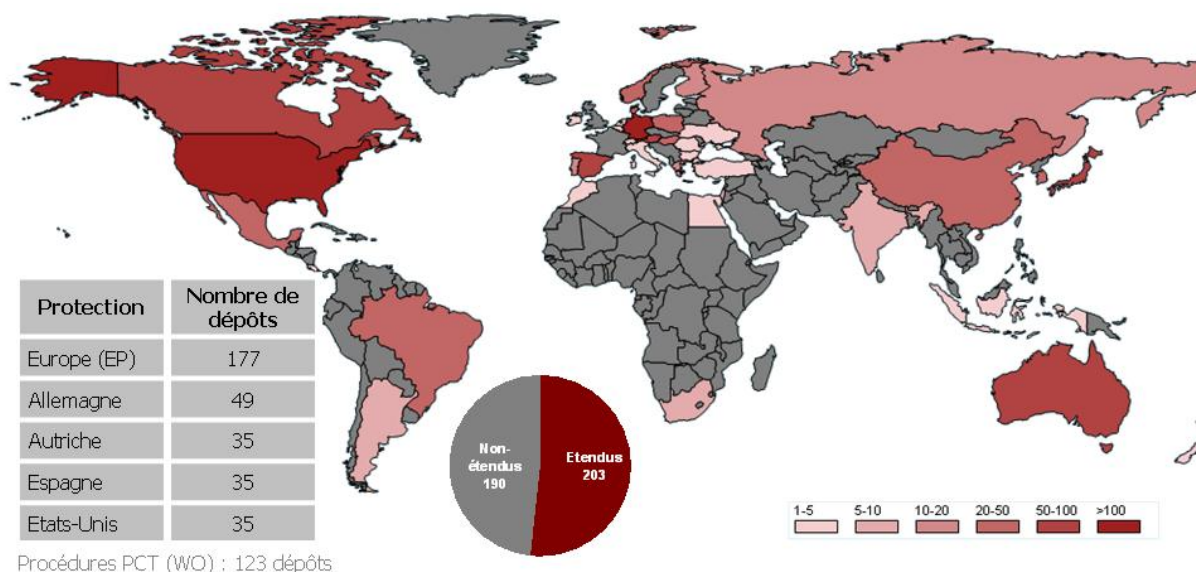 Protection Nombre de
dépôts
Europe (EP) 177
Allemagne 49
Autriche 35
Espagne 35
Etats-Unis 35
Procédures PCT (WO) : 123 dépôts
Non-
étendus
190
Etendus
203
1-5 5-10 10-20 20-50 50-100 >100